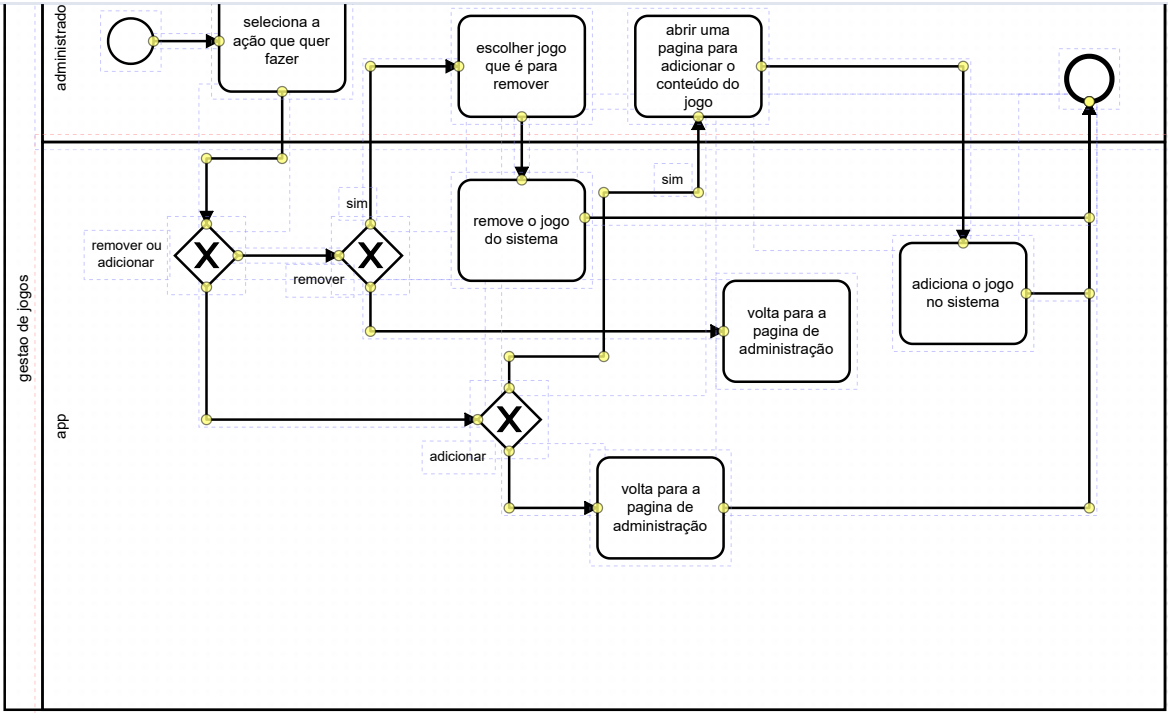 gestao de jogos
administrado
app
seleciona a
ação que quer
fazer
escolher jogo
que é para
remover
abrir uma
pagina para
adicionar o
conteúdo do
jogo
sim
sim
remover ou
adicionar
remover
remove o jogo
do sistema
adiciona o jogo
no sistema
volta para a
pagina de
administração
adicionar
volta para a
pagina de
administração